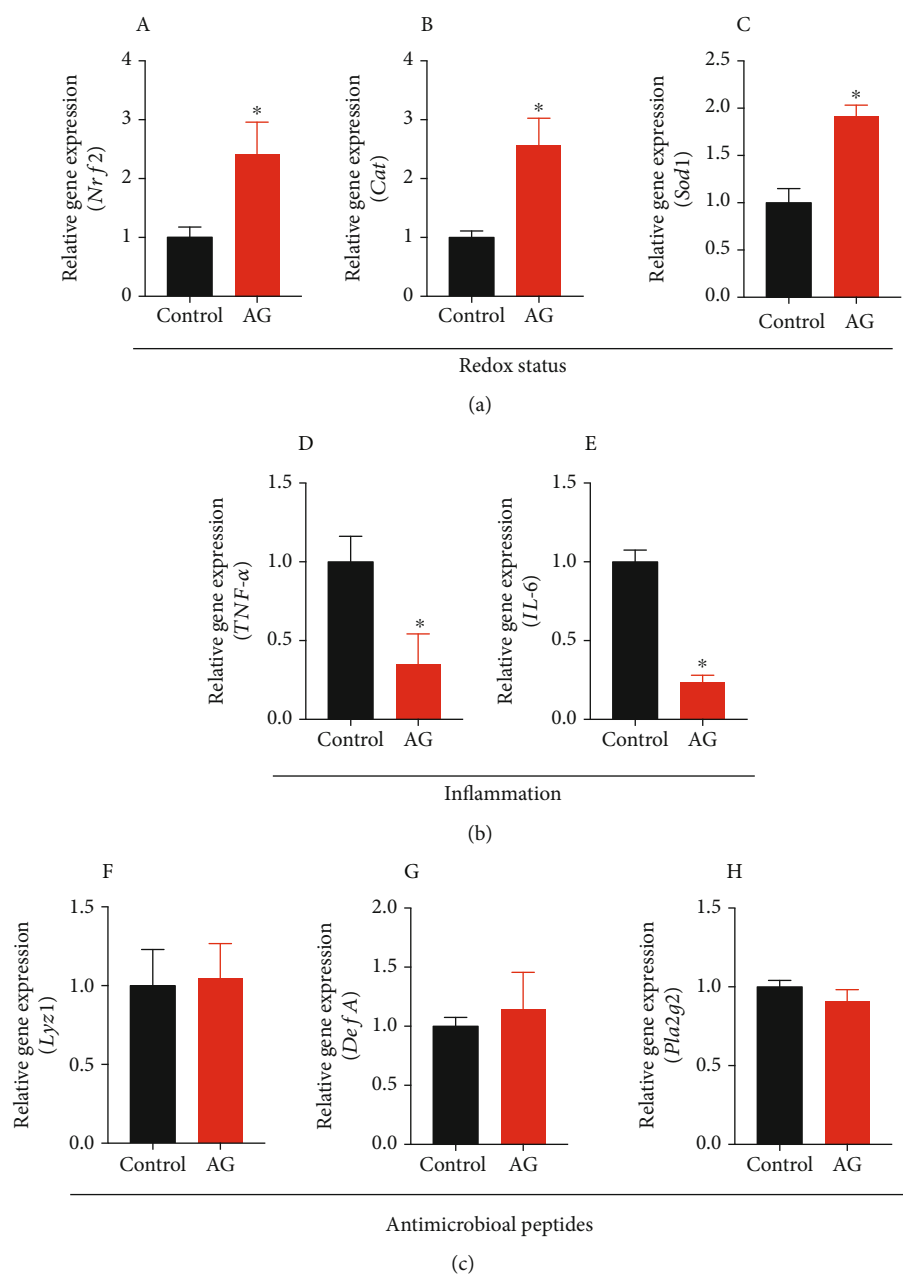 A
Relative gene expression
(Nrf2)
4
3
2
1
0
*
Control AG
B
Relative gene expression
(Cat)
4
3
2
1
0
*
Control AG
C
Relative gene expression
(Sod1)
2.5
2.0
1.5
1.0
0.5
0.0
*
Control AG
Redox status
(a)
D
Relative gene expression
(TNF-α)
1.5
1.0
0.5
0.0
*
Control AG
E
Relative gene expression
(IL-6)
1.5
1.0
0.5
0.0
*
Control AG
Inflammation
(b)
F
Relative gene expression
(Lyz1)
1.5
1.0
0.5
0.0
Control AG
G
Relative gene expression
(DefA)
2.0
1.5
1.0
0.5
0.0
Control AG
H
Relative gene expression
(Pla2g2)
1.5
1.0
0.5
0.0
Control AG
Antimicrobioal peptides
(c)